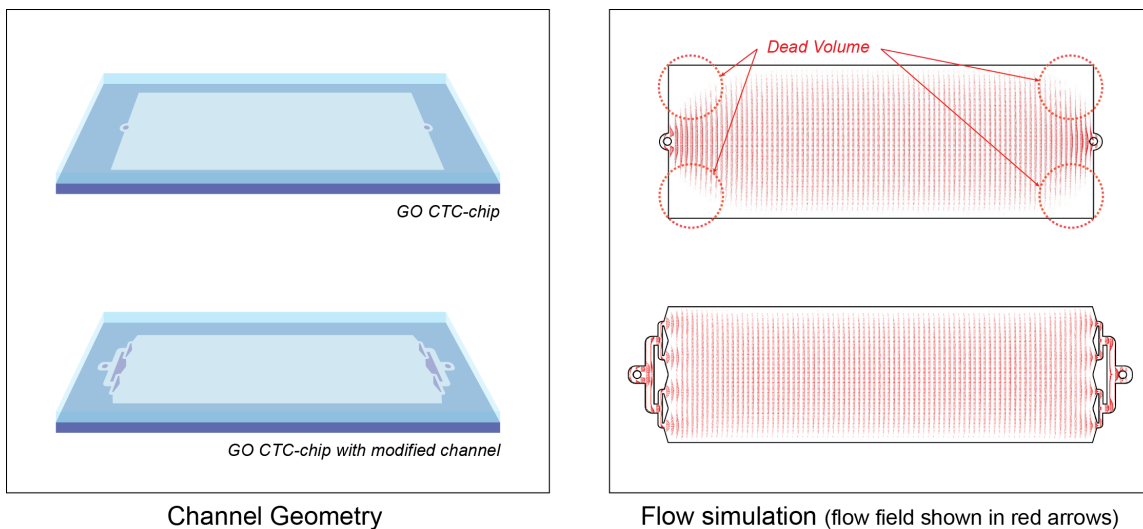 Dead Volume
GO CTC-chip
GO CTC-chip with modified channel
Channel Geometry
Flow simulation (flow field shown in red arrows)